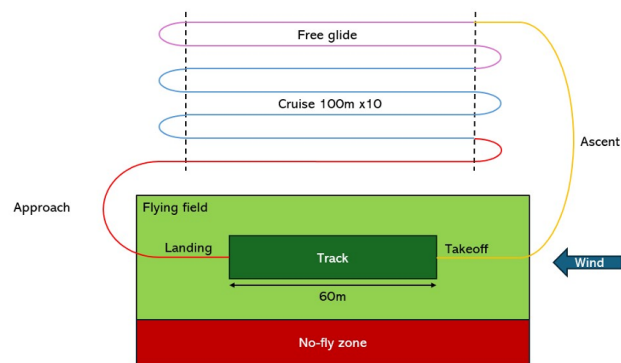 Free glide
Cruise 100m x10
Ascent
Approach
Flying field
Landing
Track
Takeoff
Wind
60m
No-fly zone